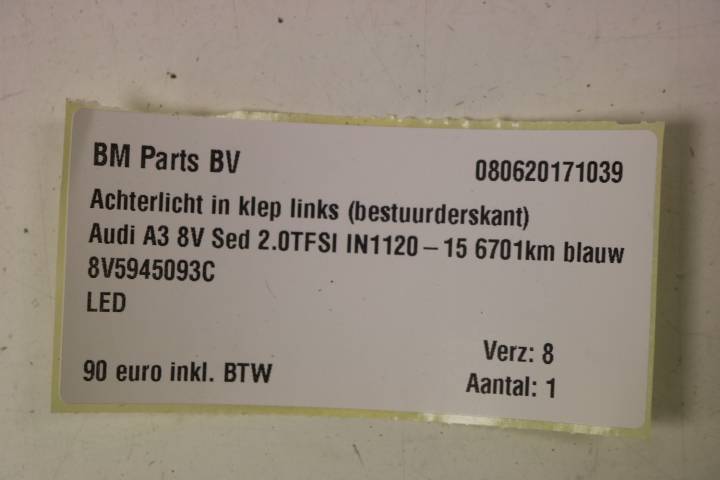 BM Parts BV 080620171039
Achterlicht in klep links (bestuurderskant)
Audi A3 8V Sed 2.0TFSI IN1120-15 6701km blauw
8V5945093C
LED
Verz: 8
90 euro inkl. BTW Aantal: 1